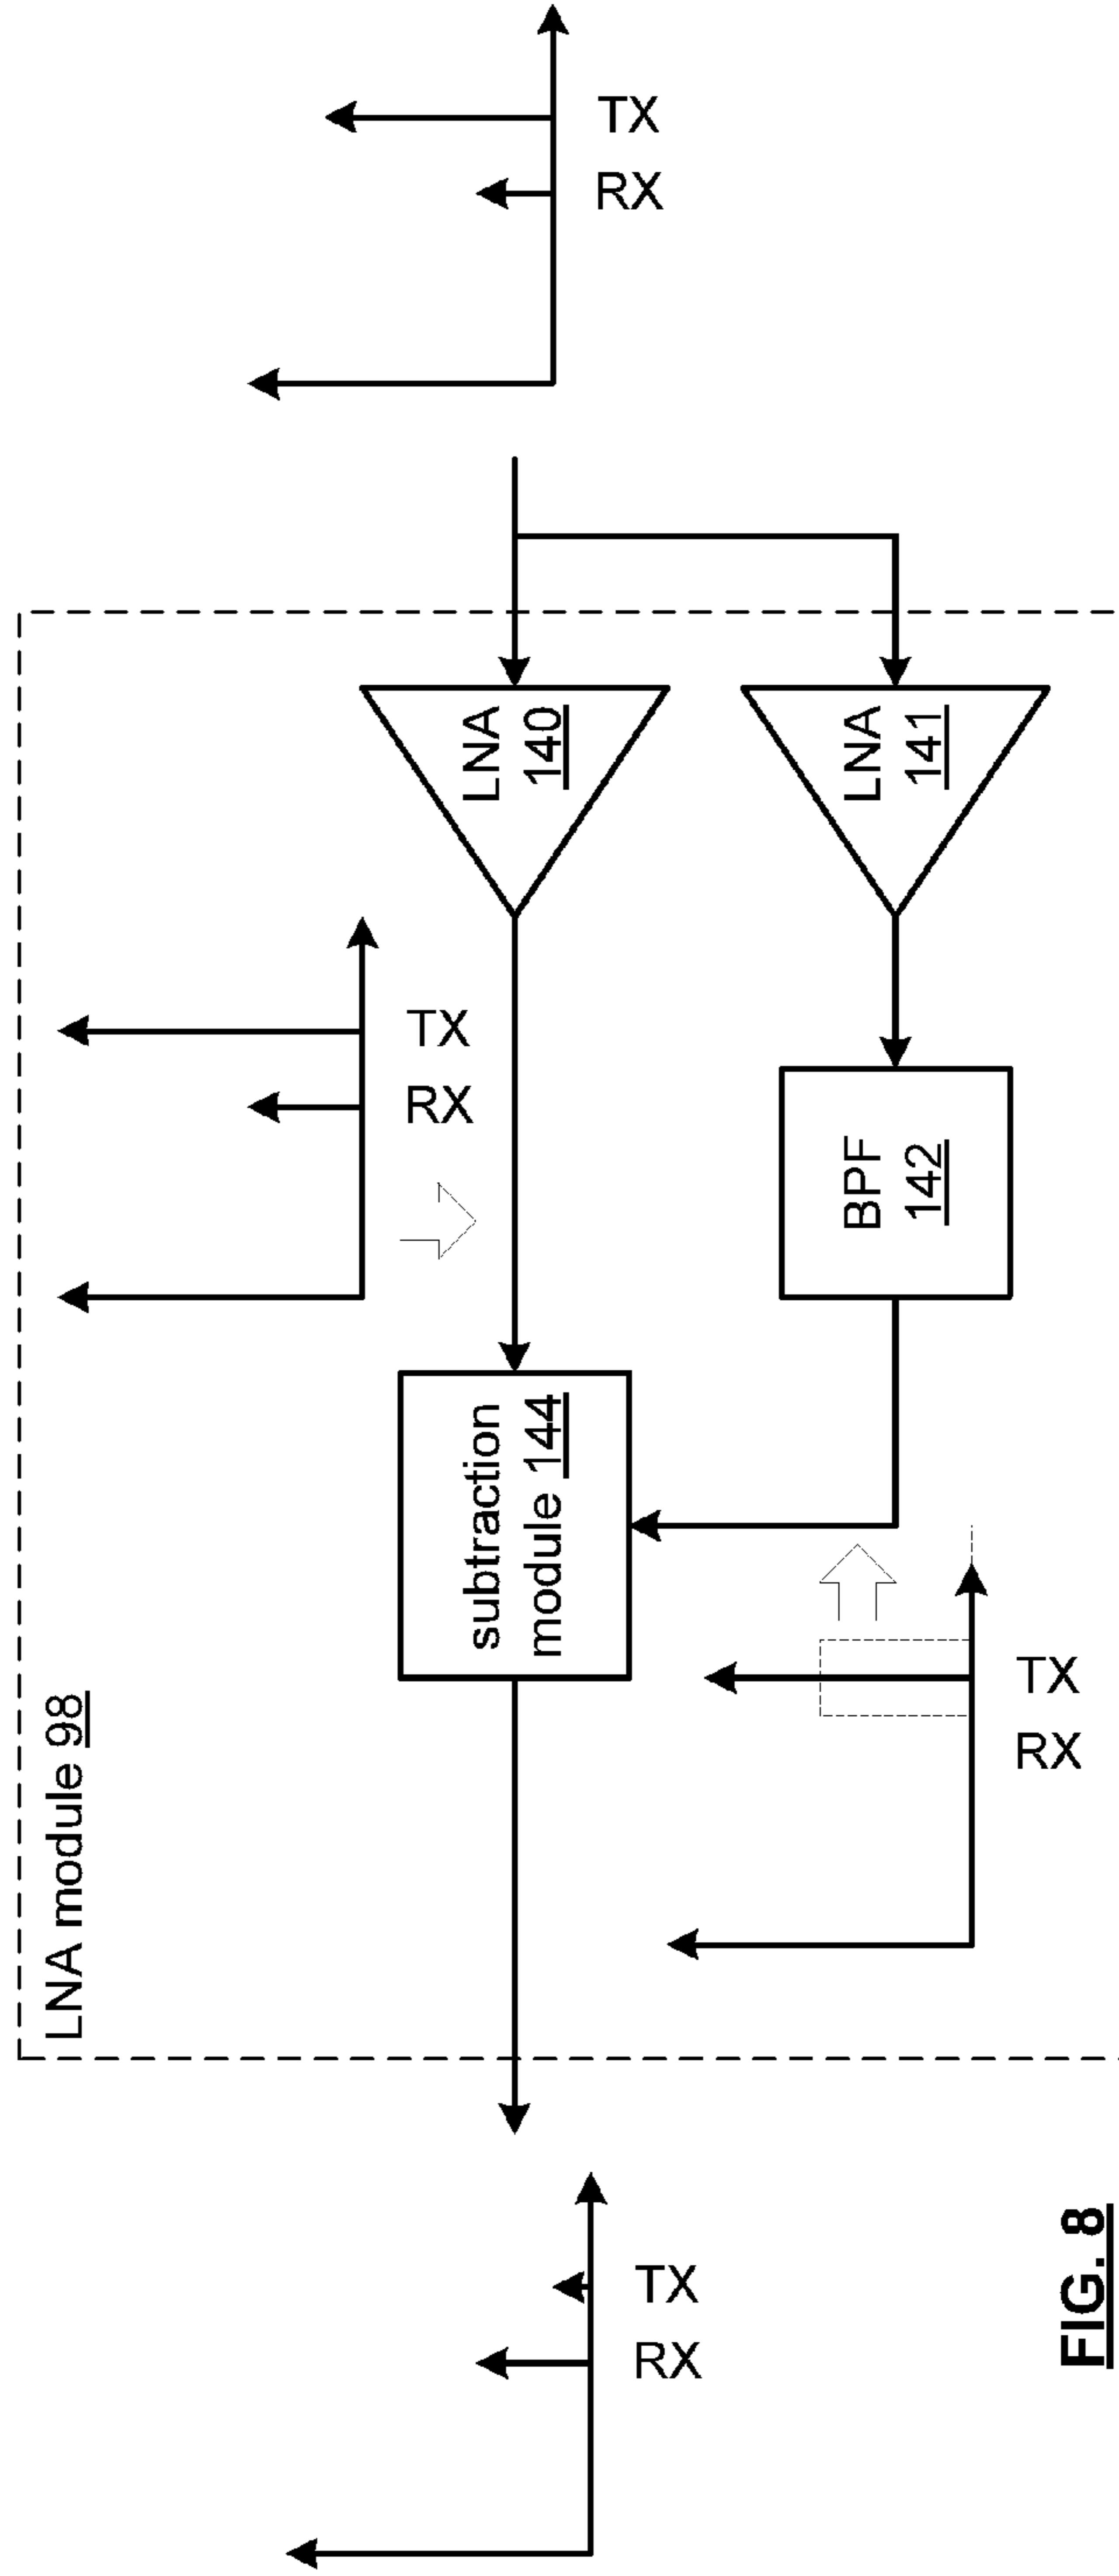 LNA module 98
TX
RX
TX
RX
LNA
140
LNA
141
BPF
142
subtraction
module 144
TX
RX
TX
RX
FIG. 8